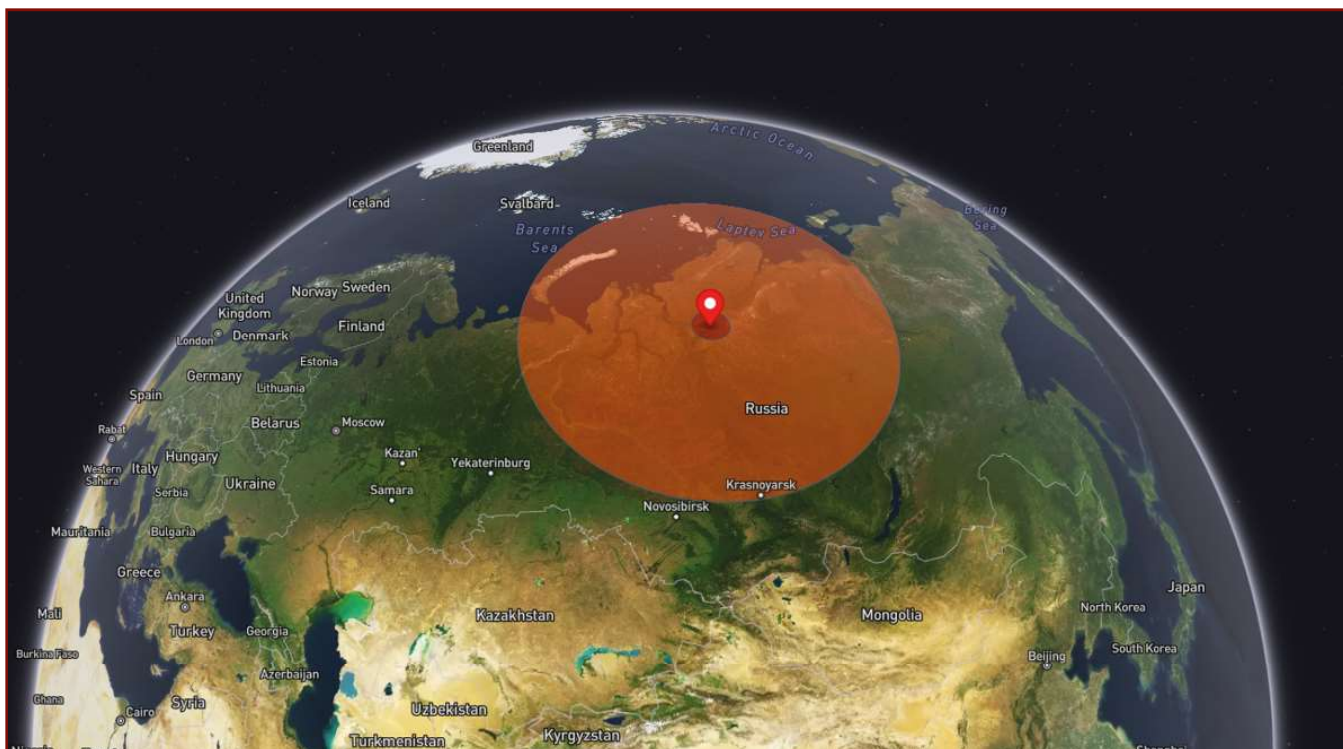 Arctic Ocean
Greenland
Iceland
Svalbard
Bering
Sea
Barents
Sea
Laptev Sea
Norway
Sweden
United
Kingdom
Finland
London
Denmark
Estonia
Germany
Lithuania
Spain
Belarus
Moscow
Russia
Rabat
Kazan'
Yekaterinburg
Hungary
Italy
Western
Sahara
Ukraine
Samara
Krasnoyarsk
Serbia
Novosibirsk
Mauritania
Bulgaria
Greece
Ankara
Japan
Mali
Kazakhstan
Mongolia
North Korea
Turkey
Georgia
South Korea
Burkina Faso
Beijing
Azerbaijan
Ghana
Syria
Cairo
Uzbekistan
Kyrgyzstan
Turkmenistan